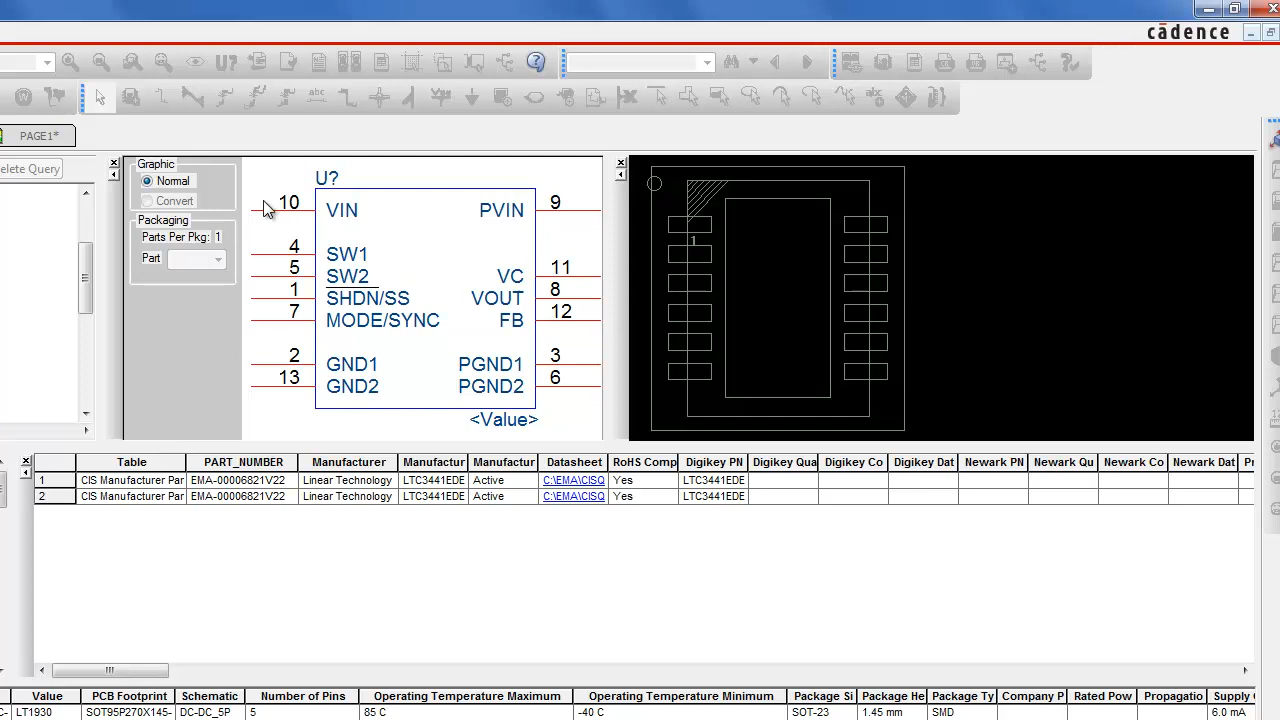 cādence
U?
PAGE1*
elete Query
Graphic
Normal
Convert
Packaging
Parts Per Pkg: 1
Part
U?
10 VIN PVIN 9
4 SW1
5 SW2 VC 11
1 SHDN/SS VOUT 8
7 MODE/SYNC FB 12
2 GND1 PGND1 3
13 GND2 PGND2 6
<Value>
1
Table PART_NUMBER Manufacturer Manufactur Manufactur Datasheet RoHS Comp Digikey PN Digikey Qua Digikey Co Digikey Dat Newark PN Newark Qu Newark Co Newark Dat Pr
1 CIS Manufacturer Par EMA-00006821V22 Linear Technology LTC3441EDE Active C:\EMA\CISQ Yes LTC3441EDE
2 CIS Manufacturer Par EMA-00006821V22 Linear Technology LTC3441EDE Active C:\EMA\CISQ Yes LTC3441EDE
Value PCB Footprint Schematic Number of Pins Operating Temperature Maximum Operating Temperature Minimum Package Si Package He Package Ty Company P Rated Pow Propagatio Supply C
C- LT1930 SOT95P270X145- DC-DC_5P 5 85 C -40 C SOT-23 1.45 mm SMD 6.0 mA